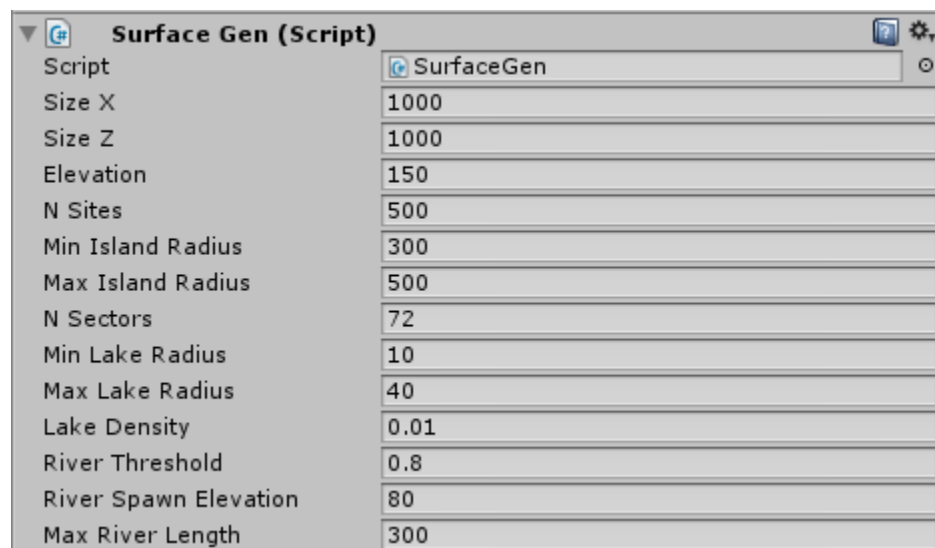 Surface Gen (Script)
Script SurfaceGen
Size X 1000
Size Z 1000
Elevation 150
N Sites 500
Min Island Radius 300
Max Island Radius 500
N Sectors 72
Min Lake Radius 10
Max Lake Radius 40
Lake Density 0.01
River Threshold 0.8
River Spawn Elevation 80
Max River Length 300